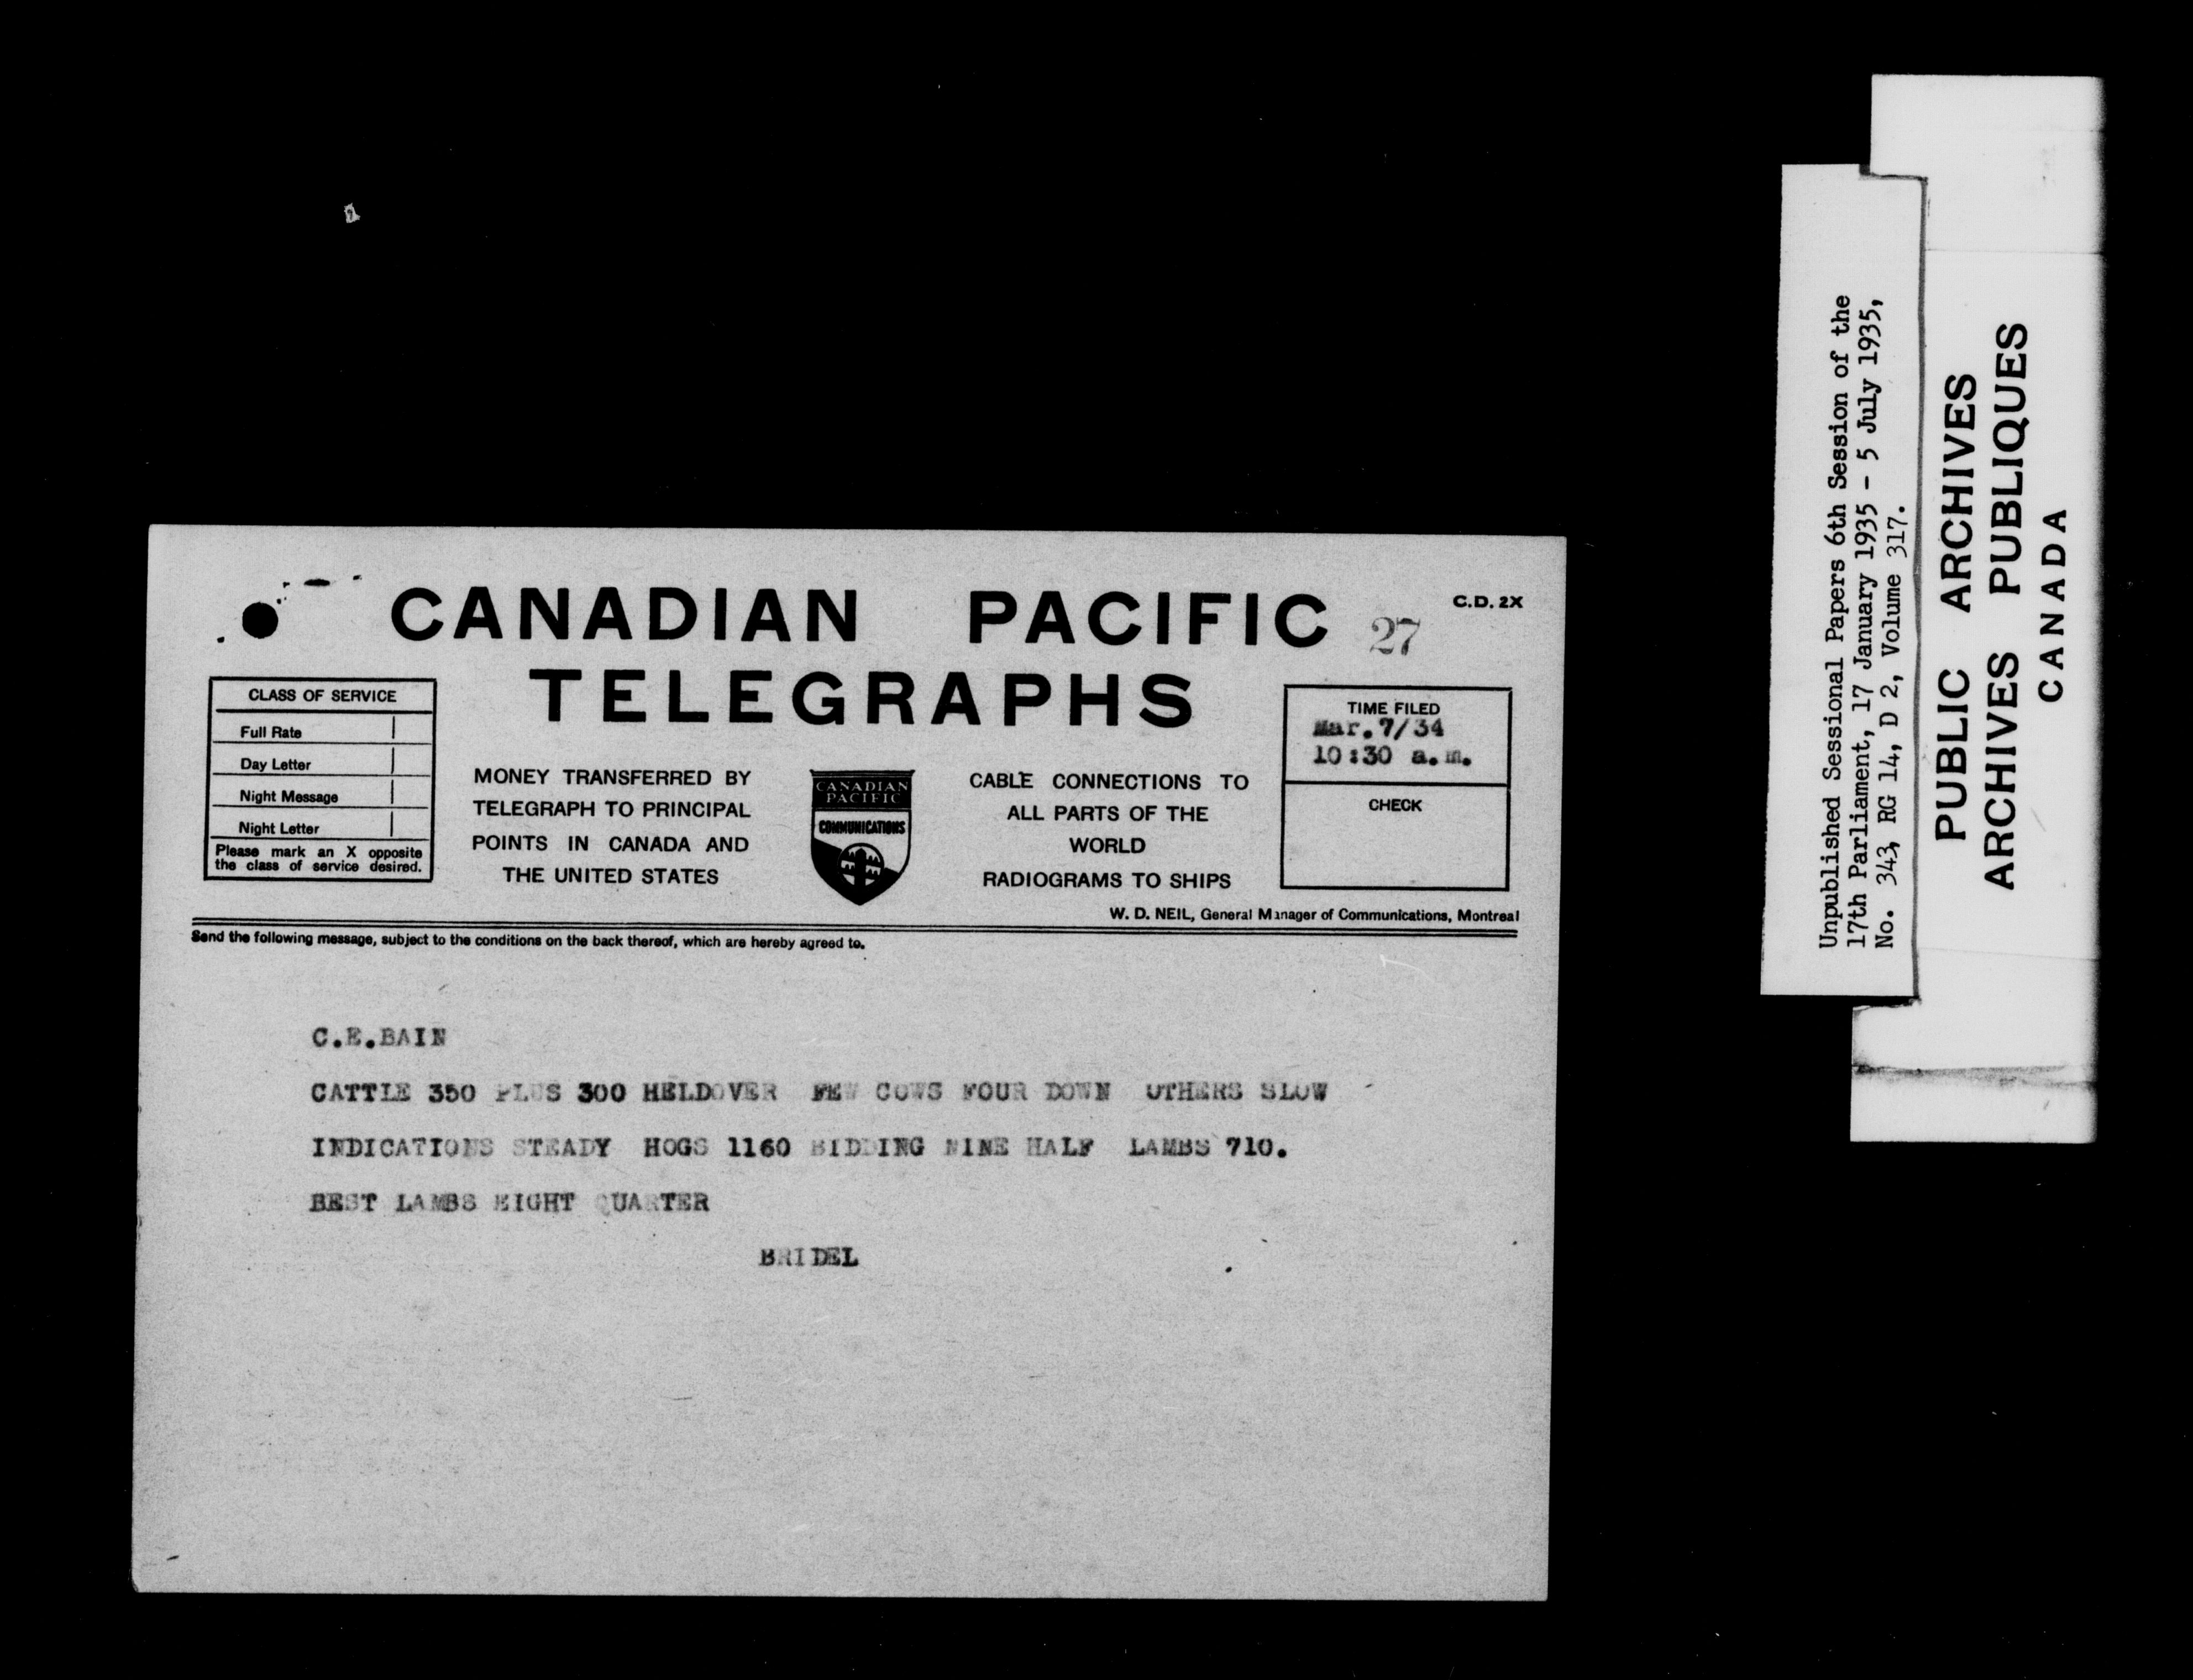 CANADIAN PACIFIC
27
C.D. 2X
TELEGRAPHS
CLASS OF SERVICE
Full Rate
Day Letter
Night Message
Night Letter
Please mark an X opposite
the class of service desired.
MONEY TRANSFERRED BY
TELEGRAPH TO PRINCIPAL
POINTS IN CANADA AND
THE UNITED STATES
CANADIAN
PACIFIC
COMMUNICATIONS
CABLE CONNECTIONS TO
ALL PARTS OF THE
WORLD
RADIOGRAMS TO SHIPS
TIME FILED
Mar.7/34
10:30 a.m.
CHECK
W. D. NEIL, General Manager of Communications, Montreal
Send the following message, subject to the conditions on the back thereof, which are hereby agreed to.
C.E.BAIN
CATTLE 350 PLUS 300 HELDOVER FEW COWS FOUR DOWN OTHERS SLOW
INDICATIONS STEADY HOGS 1160 BIDDING NINE HALF LAMBS 710.
BEST LAMBS EIGHT QUARTER
BRIDEL
Unpublished Sessional Papers 6th Session of the
17th Parliament, 17 January 1935 - 5 July 1935,
No. 343, RG 14, D 2, Volume 317.
PUBLIC ARCHIVES
ARCHIVES PUBLIQUES
CANADA